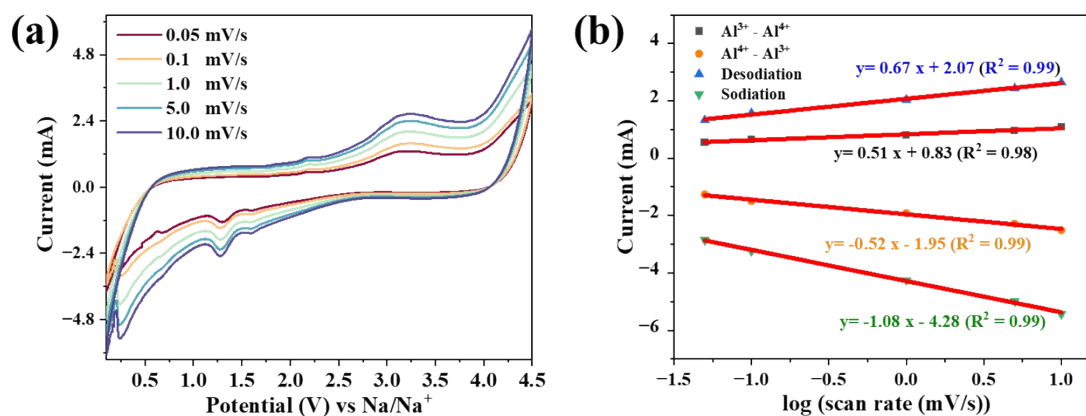 (a)
0.05 mV/s
0.1 mV/s
1.0 mV/s
5.0 mV/s
10.0 mV/s
4.8
2.4
0.0
−2.4
−4.8
Current (mA)
0.5 1.0 1.5 2.0 2.5 3.0 3.5 4.0 4.5
Potential (V) vs Na/Na⁺
(b)
Al³⁺ - Al⁴⁺
Al⁴⁺ - Al³⁺
Desodiation
Sodiation
y= 0.67 x + 2.07 (R² = 0.99)
y= 0.51 x + 0.83 (R² = 0.98)
y= -0.52 x - 1.95 (R² = 0.99)
y= -1.08 x - 4.28 (R² = 0.99)
4
2
0
−2
−4
−6
Current (mA)
−1.5 −1.0 −0.5 0.0 0.5 1.0
log (scan rate (mV/s))